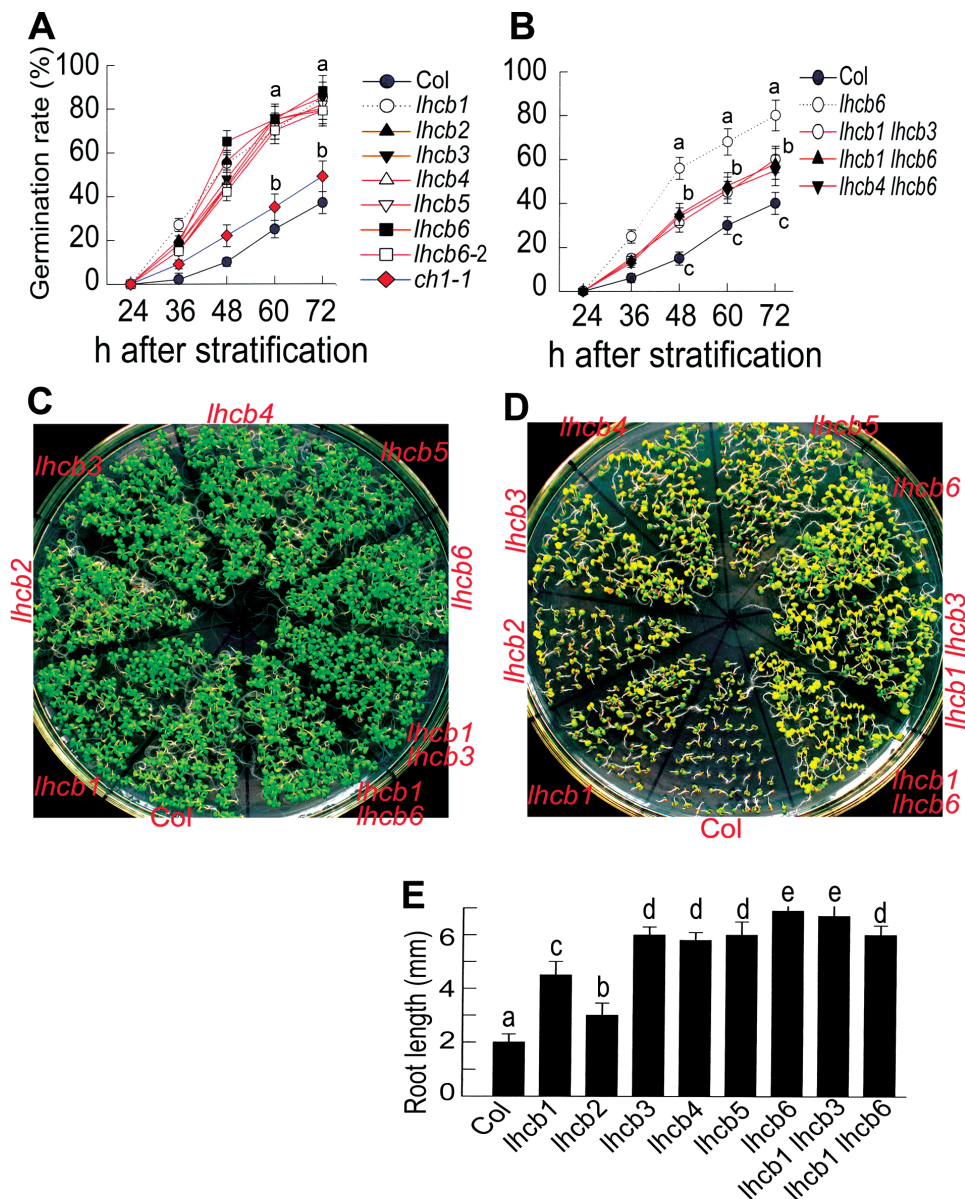 A
Germination rate (%)
100
80
60
40
20
0
a
a
b
b
24 36 48 60 72
h after stratification
Col
lhcb1
lhcb2
lhcb3
lhcb4
lhcb5
lhcb6
lhcb6-2
ch1-1
B
100
80
60
40
20
0
a
a
a
b
b
b
c
c
c
24 36 48 60 72
h after stratification
Col
lhcb6
lhcb1 lhcb3
lhcb1 lhcb6
lhcb4 lhcb6
C
lhcb4
lhcb3
lhcb5
lhcb2
lhcb6
lhcb1
lhcb3
lhcb1
lhcb1
lhcb6
Col
D
lhcb4
lhcb5
lhcb3
lhcb6
lhcb2
lhcb1 lhcb3
lhcb1
lhcb1
lhcb6
Col
E
Root length (mm)
6
4
2
0
a
c
b
d
d
d
e
e
d
Col
lhcb1
lhcb2
lhcb3
lhcb4
lhcb5
lhcb6
lhcb1 lhcb3
lhcb1 lhcb6